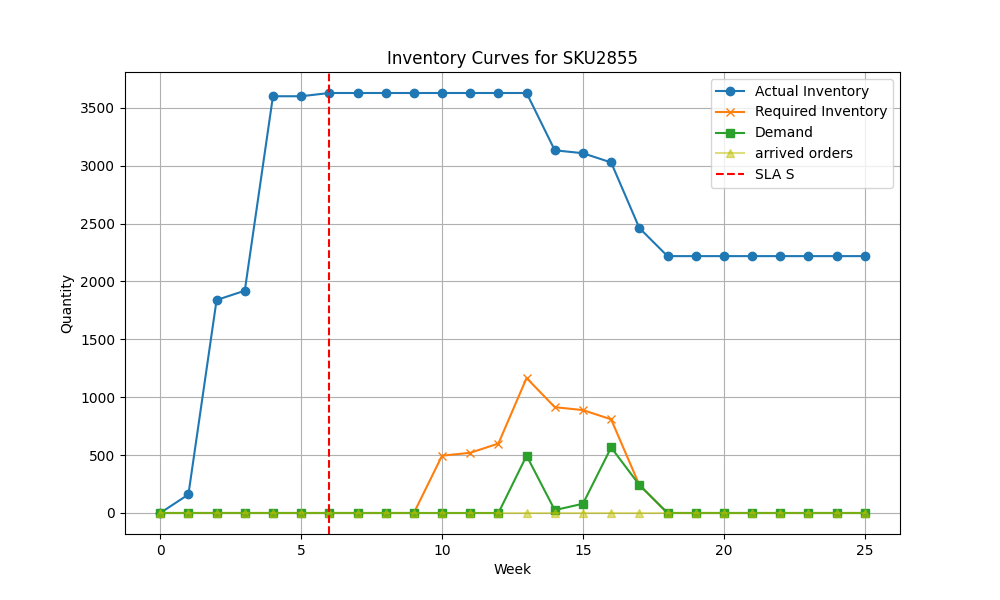 Inventory Curves for SKU2855
Actual Inventory
Required Inventory
Demand
arrived orders
SLA S
Quantity
3500
3000
2500
2000
1500
1000
500
0
0 5 10 15 20 25
Week